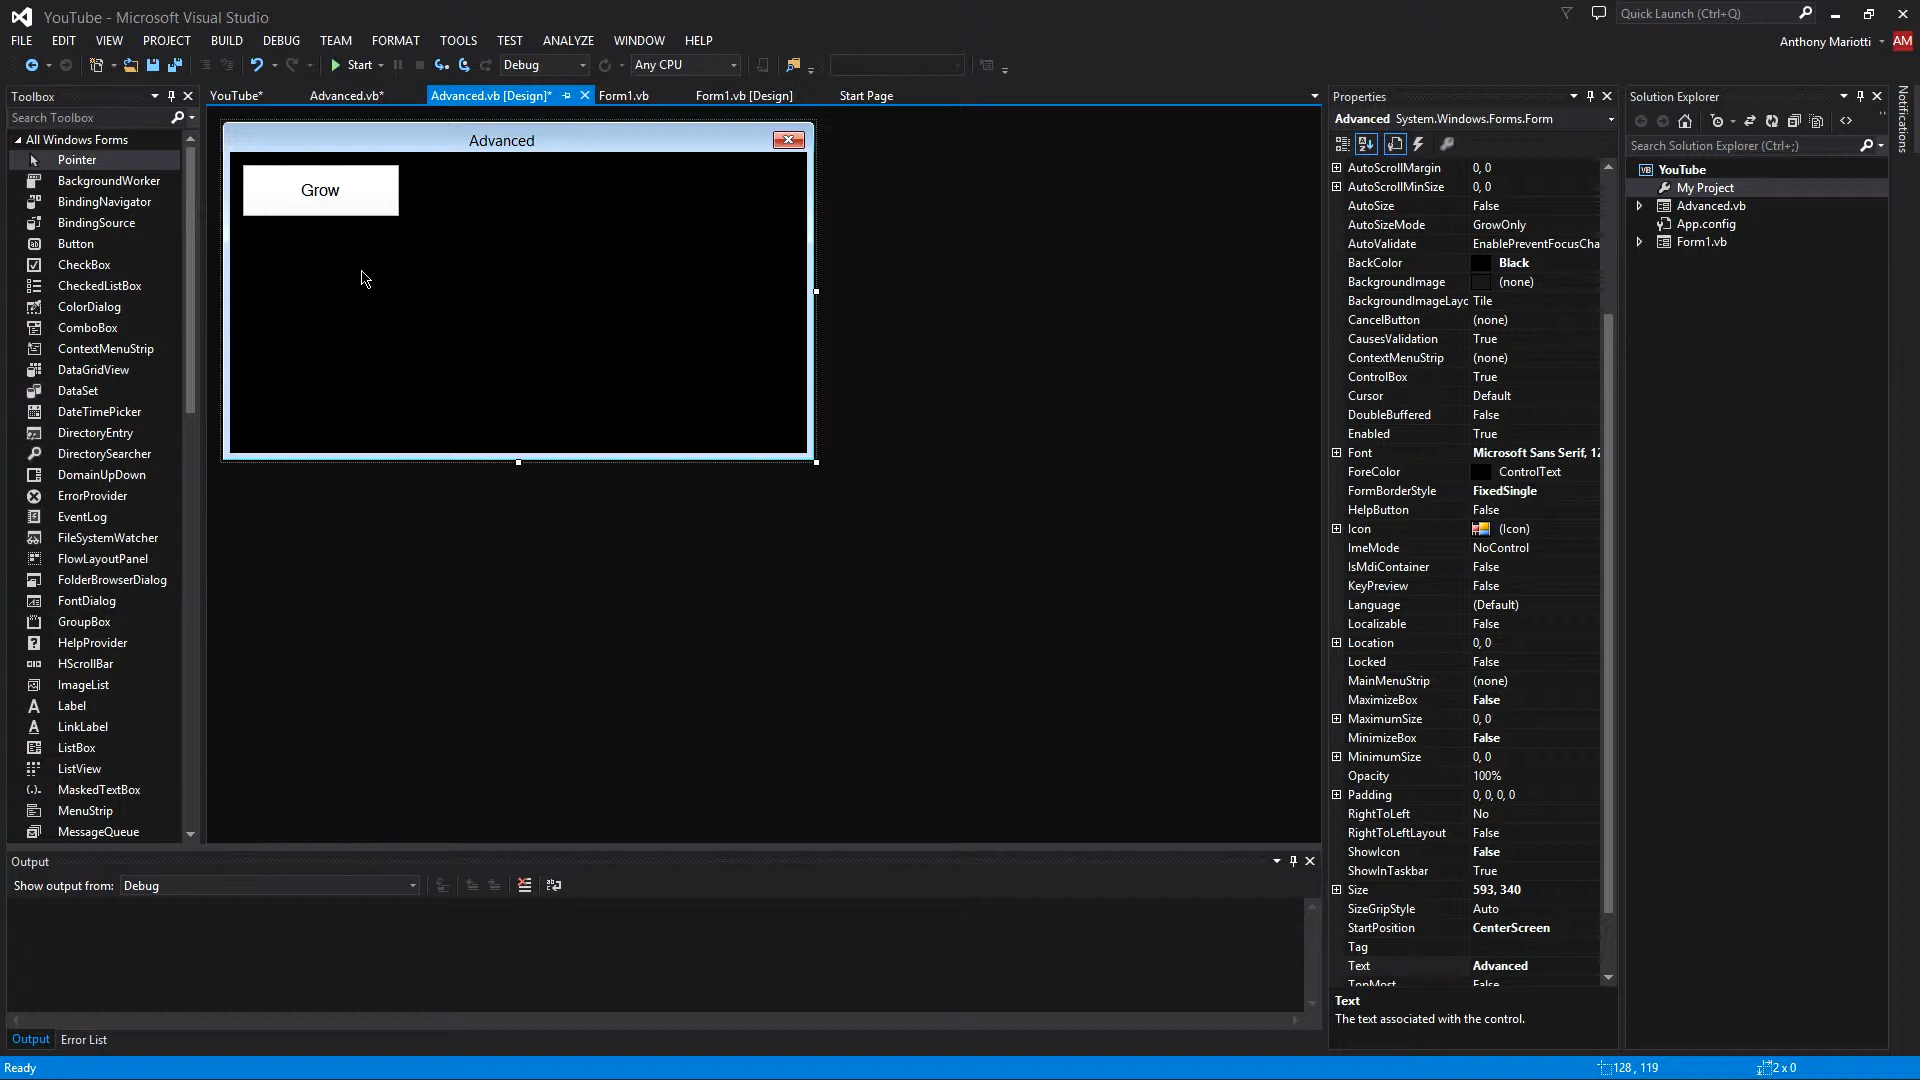 YouTube - Microsoft Visual Studio
Quick Launch (Ctrl+Q)
FILE EDIT VIEW PROJECT BUILD DEBUG TEAM FORMAT TOOLS TEST ANALYZE WINDOW HELP
Anthony Mariotti AM
Start Debug Any CPU
Toolbox
Search Toolbox
All Windows Forms
Pointer
BackgroundWorker
BindingNavigator
BindingSource
Button
CheckBox
CheckedListBox
ColorDialog
ComboBox
ContextMenuStrip
DataGridView
DataSet
DateTimePicker
DirectoryEntry
DirectorySearcher
DomainUpDown
ErrorProvider
EventLog
FileSystemWatcher
FlowLayoutPanel
FolderBrowserDialog
FontDialog
GroupBox
HelpProvider
HScrollBar
ImageList
Label
LinkLabel
ListBox
ListView
MaskedTextBox
MenuStrip
MessageQueue
YouTube* Advanced.vb* Advanced.vb [Design]* Form1.vb Form1.vb [Design] Start Page
Advanced
Grow
Output
Show output from: Debug
Output Error List
Properties
Advanced System.Windows.Forms.Form
AutoScrollMargin 0, 0
AutoScrollMinSize 0, 0
AutoSize False
AutoSizeMode GrowOnly
AutoValidate EnablePreventFocusCha
BackColor Black
BackgroundImage (none)
BackgroundImageLayc Tile
CancelButton (none)
CausesValidation True
ContextMenuStrip (none)
ControlBox True
Cursor Default
DoubleBuffered False
Enabled True
Font Microsoft Sans Serif, 12
ForeColor ControlText
FormBorderStyle FixedSingle
HelpButton False
Icon (Icon)
ImeMode NoControl
IsMdiContainer False
KeyPreview False
Language (Default)
Localizable False
Location 0, 0
Locked False
MainMenuStrip (none)
MaximizeBox False
MaximumSize 0, 0
MinimizeBox False
MinimumSize 0, 0
Opacity 100%
Padding 0, 0, 0, 0
RightToLeft No
RightToLeftLayout False
ShowIcon False
ShowInTaskbar True
Size 593, 340
SizeGripStyle Auto
StartPosition CenterScreen
Tag
Text Advanced
TopMost False
Text
The text associated with the control.
Solution Explorer
Search Solution Explorer (Ctrl+;)
VB YouTube
My Project
Advanced.vb
App.config
Form1.vb
Notifications
Ready 128 , 119 2 x 0